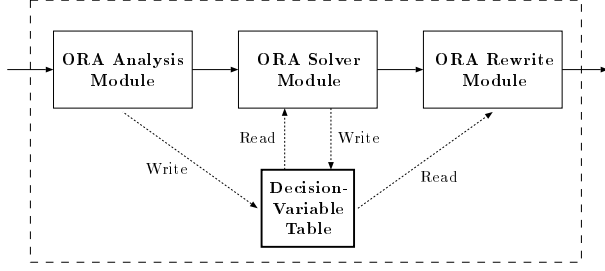 ORA Analysis
Module
ORA Solver
Module
ORA Rewrite
Module
Read
Write
Write
Read
Decision-
Variable
Table